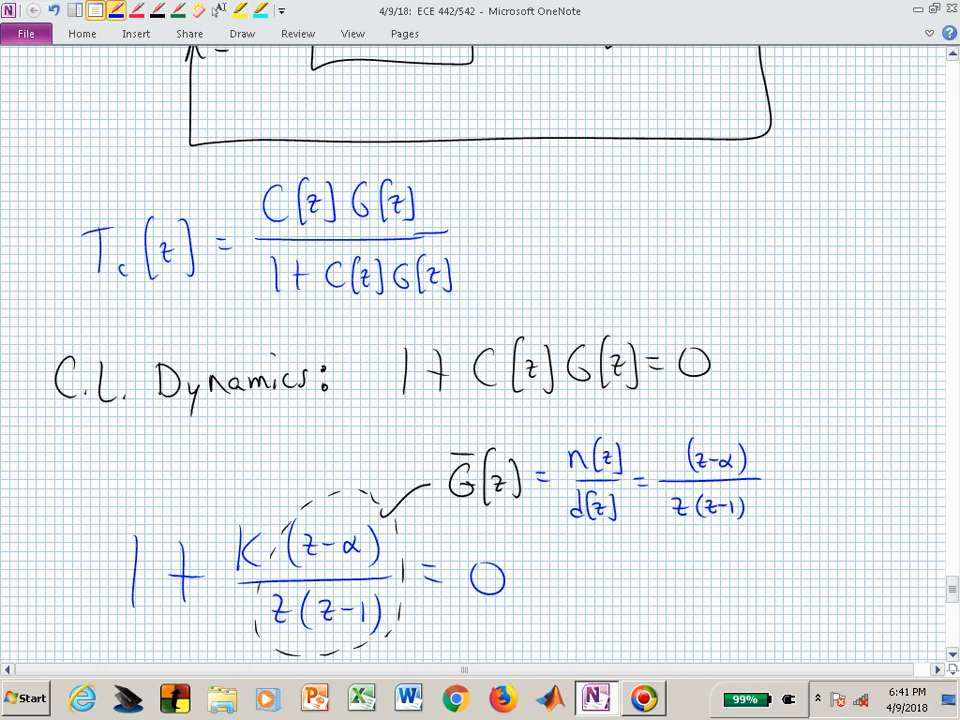 4/9/18: ECE 442/542 - Microsoft OneNote
File Home Insert Share Draw Review View Pages
T_c[z] = C[z] G[z] / 1 + C[z] G[z]
C.L. Dynamics: 1 + C[z] G[z] = 0
G̅[z] = n[z] / d[z] = (z-α) / z(z-1)
1 + K (z-α) / z(z-1) = 0
Start
99%
6:41 PM
4/9/2018